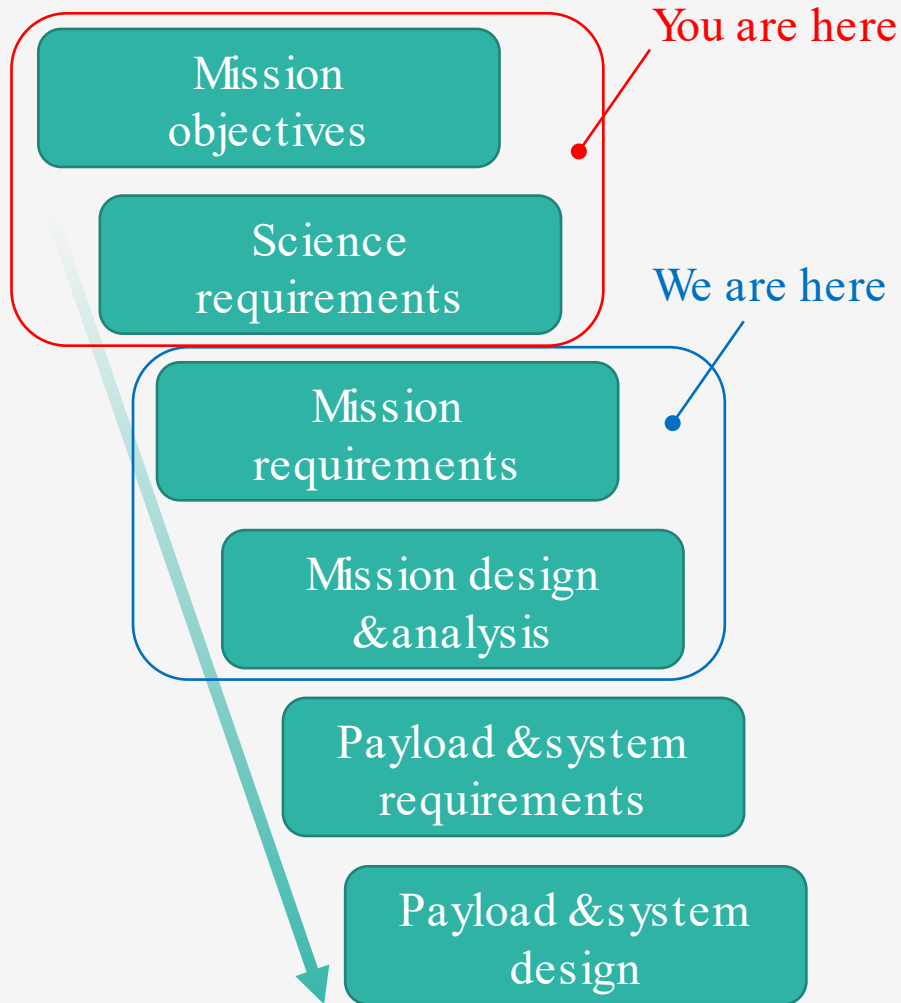 You are here
Mission
objectives
Science
requirements
We are here
Mission
requirements
Mission design
& analysis
Payload & system
requirements
Payload & system
design